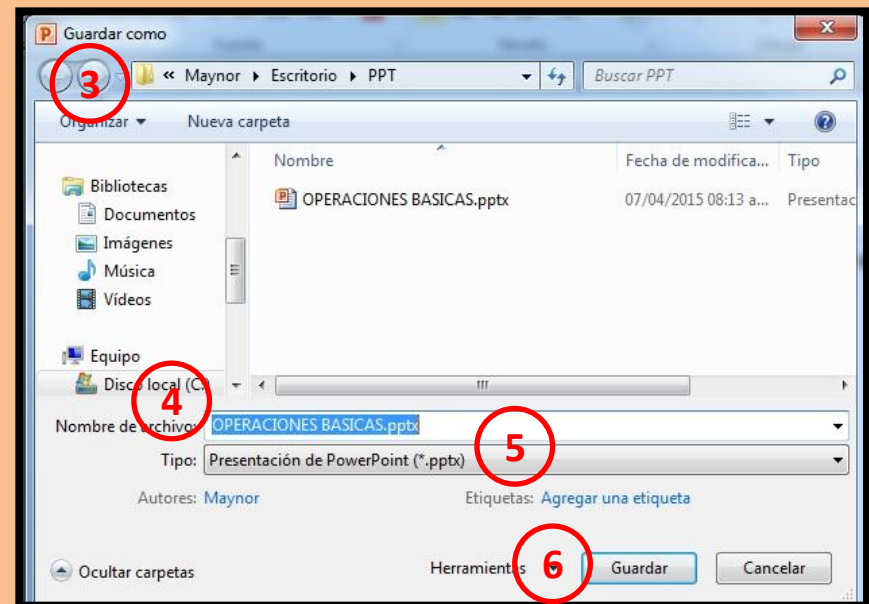 Guardar como
3
« Maynor ▸ Escritorio ▸ PPT
Buscar PPT
Organizar
Nueva carpeta
Nombre
Fecha de modifica...
Tipo
Bibliotecas
Documentos
Imágenes
Música
Vídeos
Equipo
Disco local (C:)
OPERACIONES BASICAS.pptx
07/04/2015 08:13 a...
Presentac
4
Nombre de archivo:
OPERACIONES BASICAS.pptx
5
Tipo:
Presentación de PowerPoint (*.pptx)
Autores: Maynor
Etiquetas: Agregar una etiqueta
Ocultar carpetas
Herramientas
6
Guardar
Cancelar